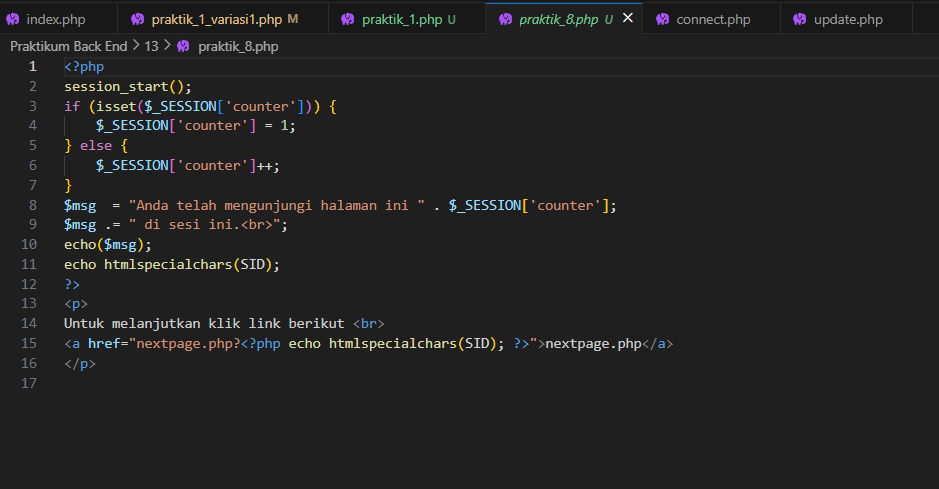 index.php praktik_1_variasi1.php M praktik_1.php U praktik_8.php U connect.php update.php
Praktikum Back End > 13 > praktik_8.php
1 <?php
2 session_start();
3 if (isset($_SESSION['counter'])) {
4     $_SESSION['counter'] = 1;
5 } else {
6     $_SESSION['counter']++;
7 }
8 $msg  = "Anda telah mengunjungi halaman ini " . $_SESSION['counter'];
9 $msg .= " di sesi ini.<br>";
10 echo($msg);
11 echo htmlspecialchars(SID);
12 ?>
13 <p>
14 Untuk melanjutkan klik link berikut <br>
15 <a href="nextpage.php?<?php echo htmlspecialchars(SID); ?>">nextpage.php</a>
16 </p>
17